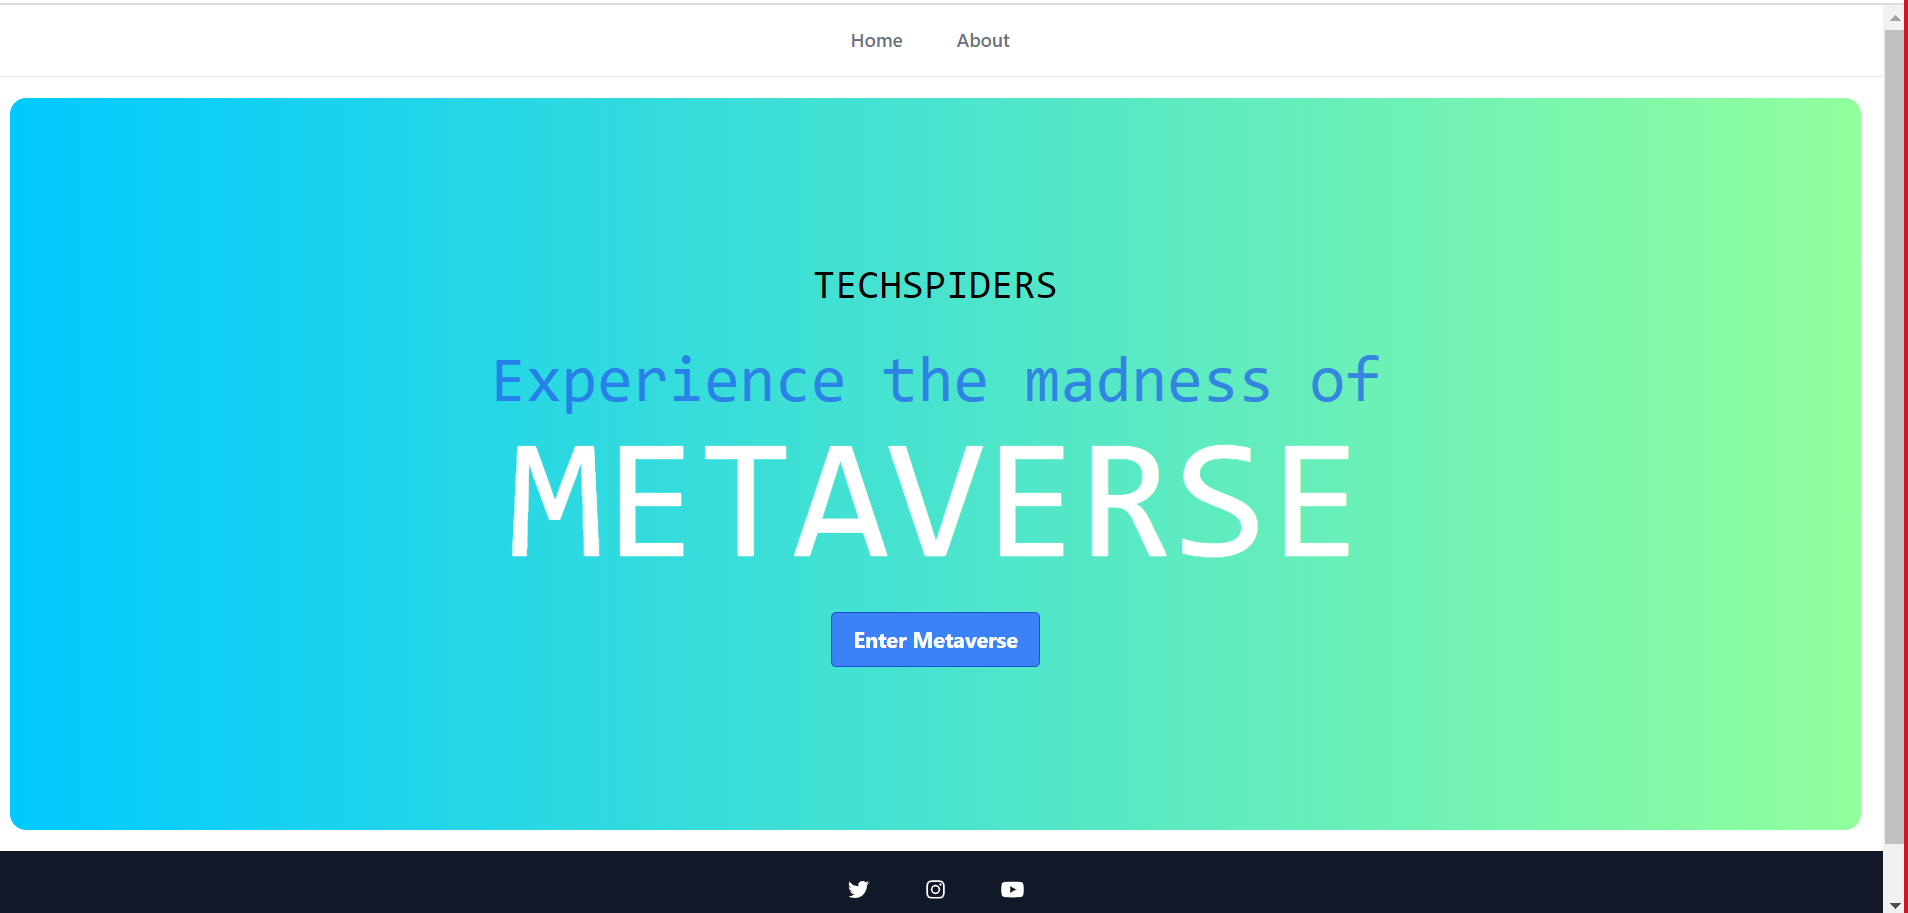 Home About
TECHSPIDERS
Experience the madness of
METAVERSE
Enter Metaverse